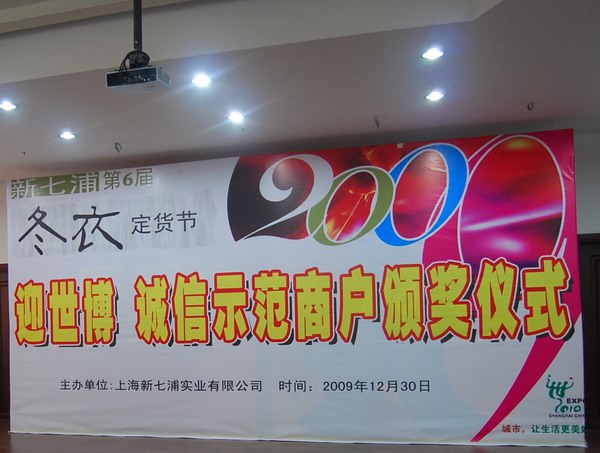 新七浦第6届
2009
冬衣 定货节
迎世博 诚信示范商户颁奖仪式
主办单位:上海新七浦实业有限公司 时间：2009年12月30日
EXPO
2010
SHANGHAI CHINA
城市，让生活更美好